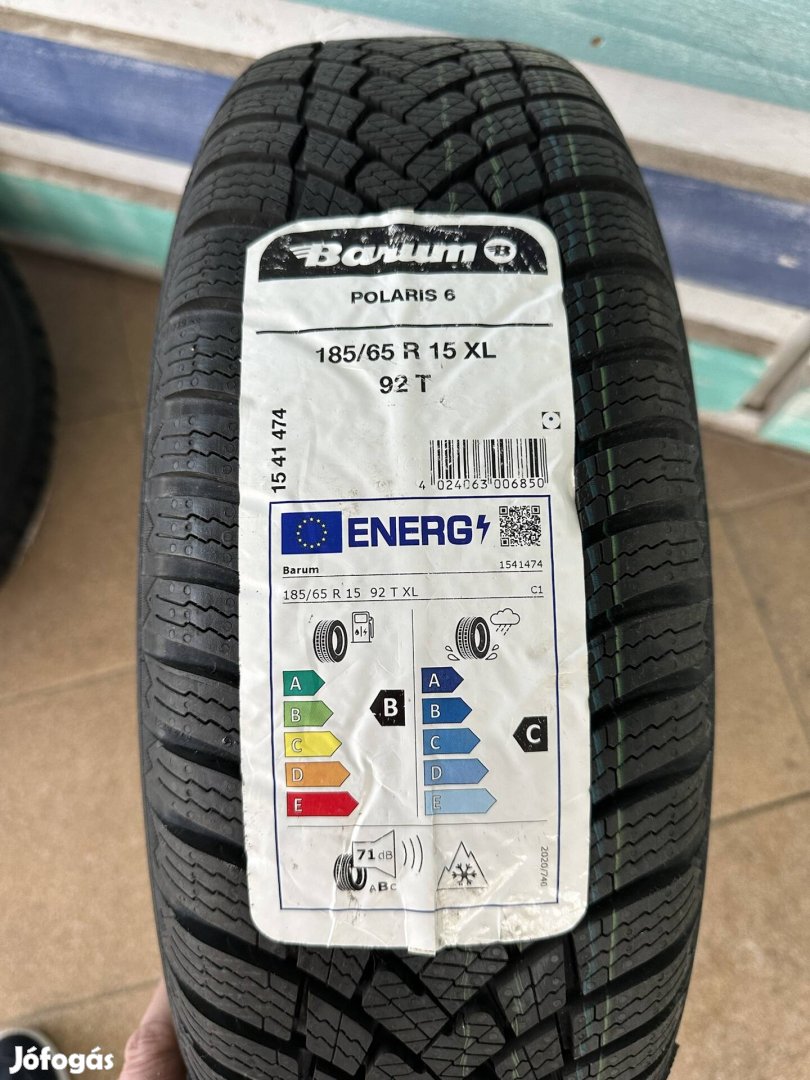 Barum B
POLARIS 6
185/65 R 15 XL
92 T
15 41 474
4 024063 006850
ENERG
Barum 1541474
185/65 R 15 92 T XL C1
A A
B B B
C C C
D D
E E
71 dB
ABC
2020/740
Jófogás